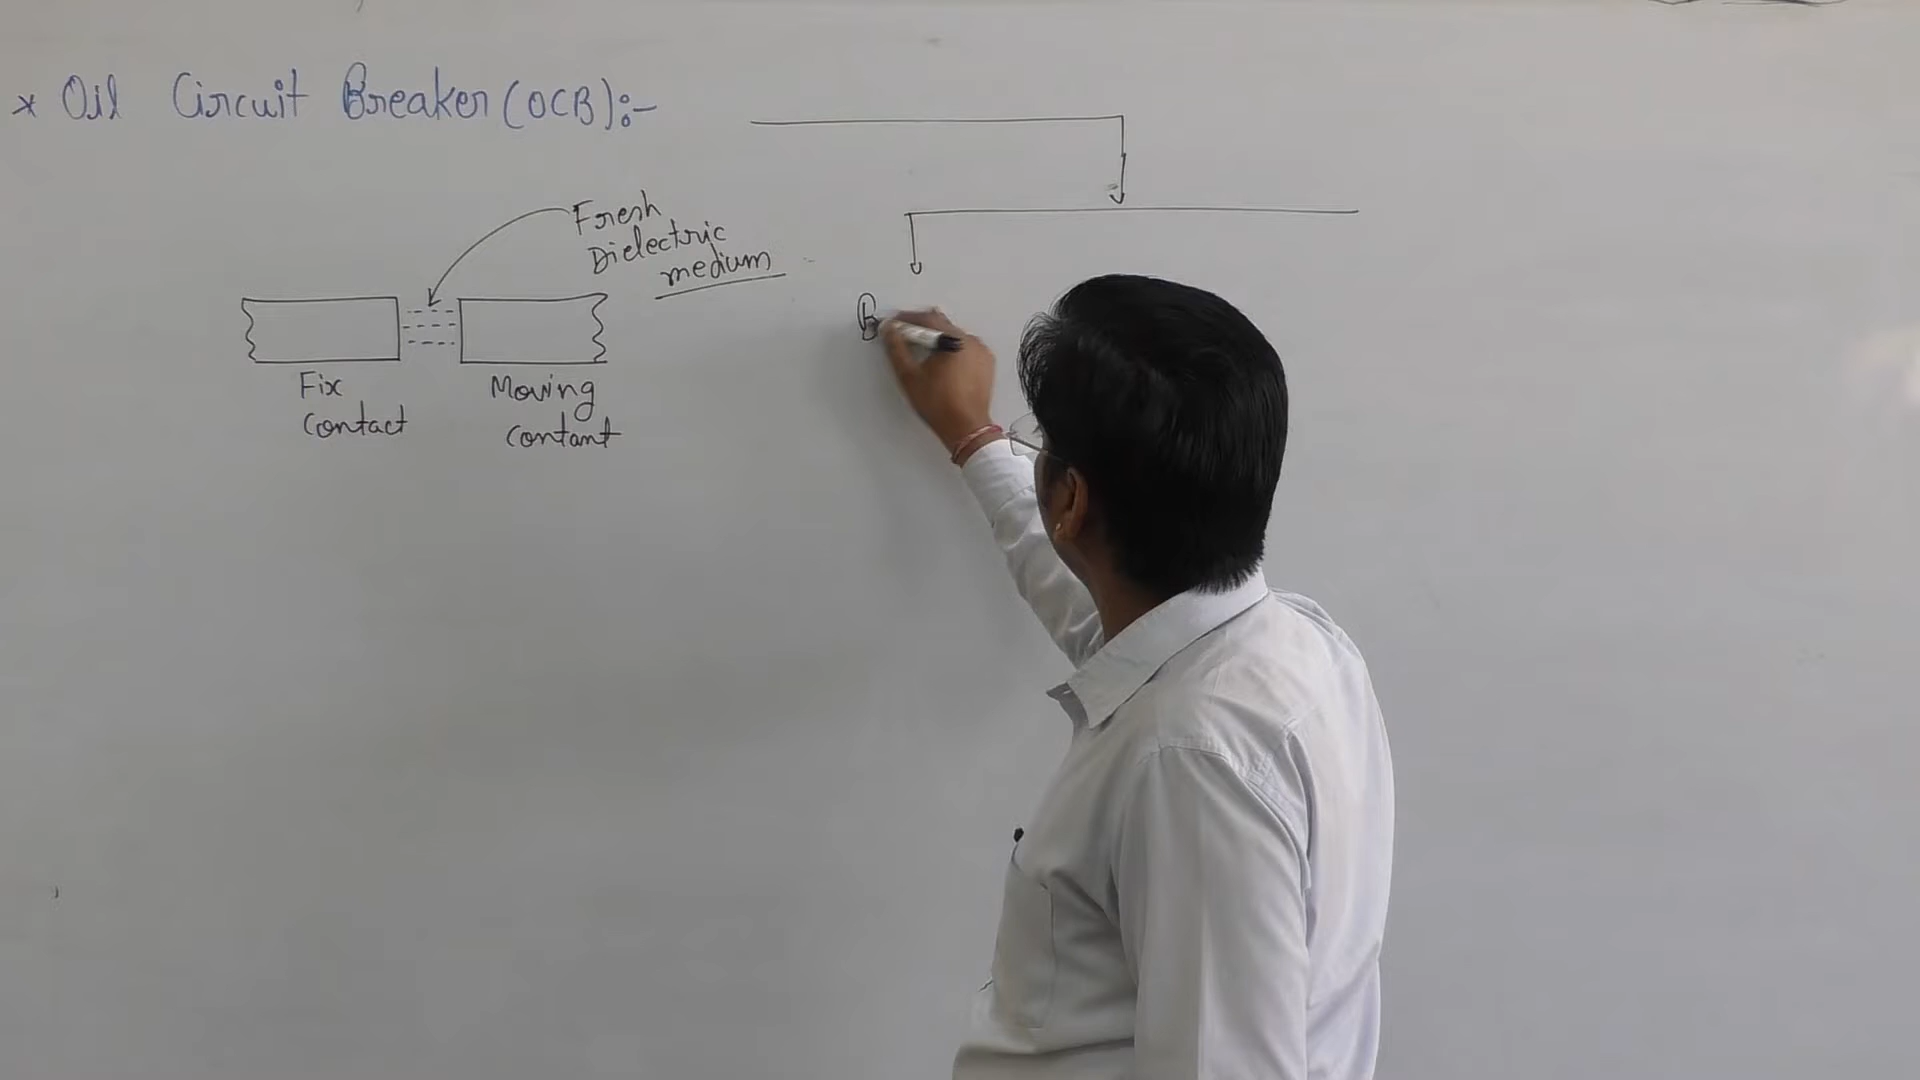 * Oil Circuit Breaker (OCB):-
Fresh
Dielectric
medium
Fix
Contact
Moving
Contant
B